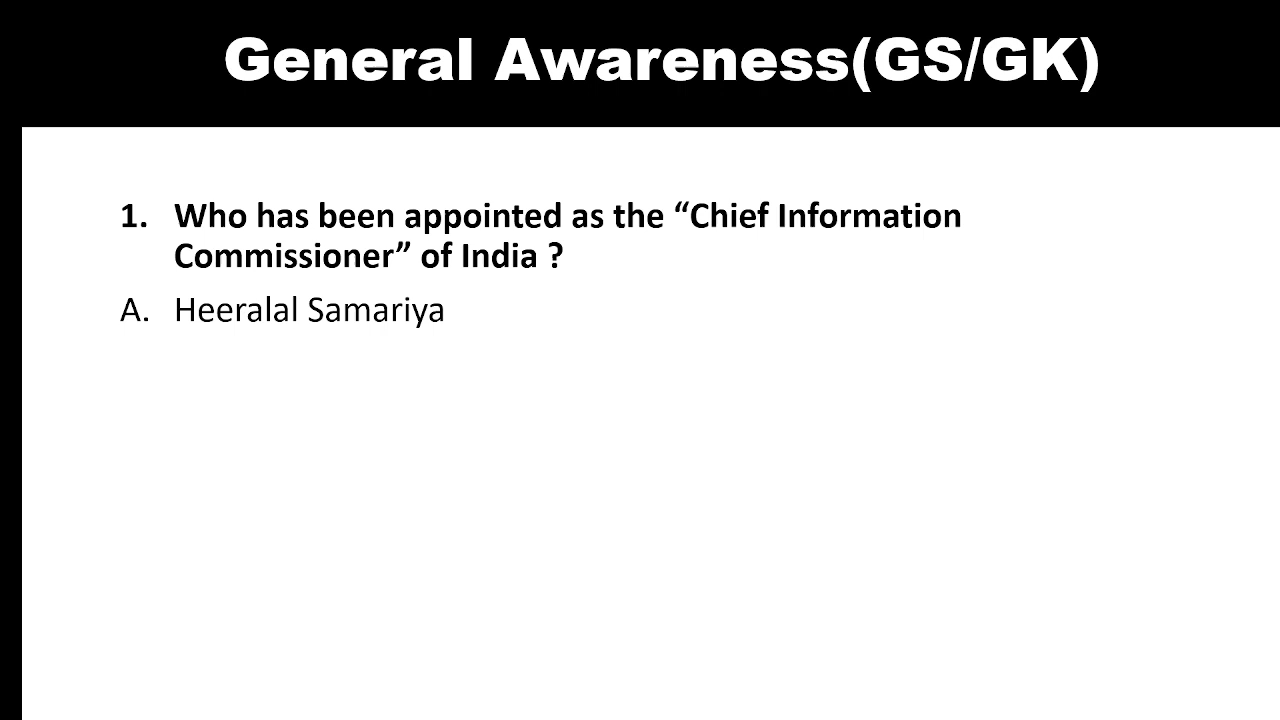 General Awareness(GS/GK)
1. Who has been appointed as the “Chief Information
Commissioner” of India ?
A. Heeralal Samariya